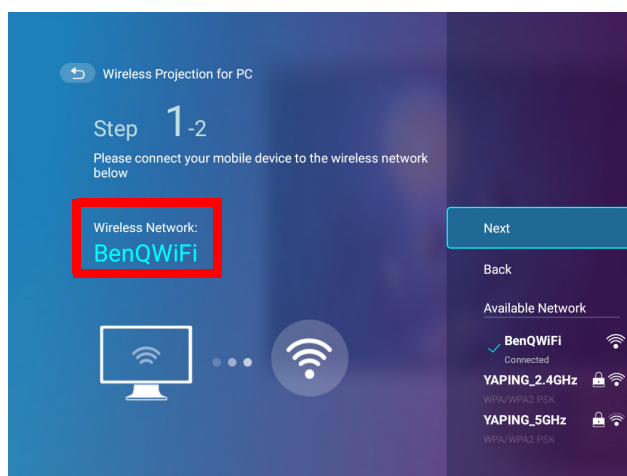 Wireless Projection for PC
Step 1-2
Please connect your mobile device to the wireless network
below
Wireless Network:
BenQWiFi
Next
Back
Available Network
BenQWiFi
Connected
YAPING_2.4GHz
WPA/WPA2 PSK
YAPING_5GHz
WPA/WPA2 PSK